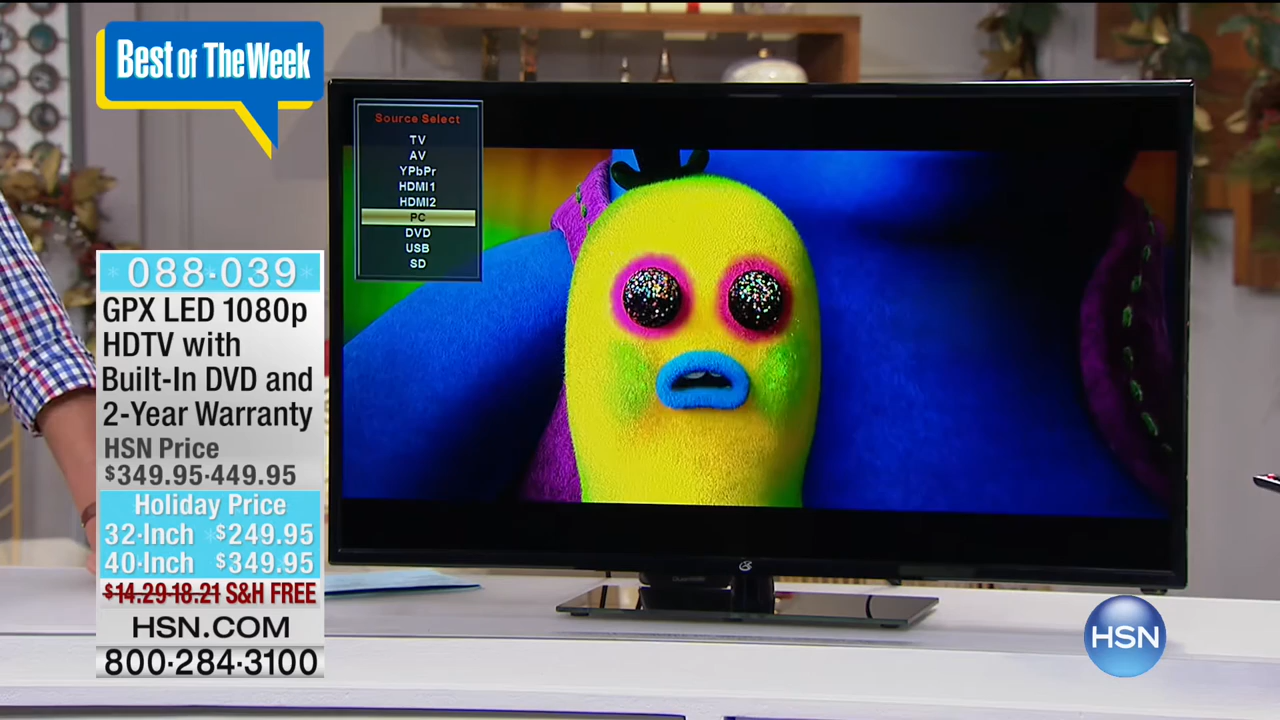 Best of The Week
Source Select
TV
AV
YPbPr
HDMI1
HDMI2
PC
DVD
USB
SD
088-039
GPX LED 1080p
HDTV with
Built-In DVD and
2-Year Warranty
HSN Price
$349.95-449.95
Holiday Price
32-Inch $249.95
40-Inch $349.95
$14.29-18.21 S&H FREE
HSN.COM
800-284-3100
HSN